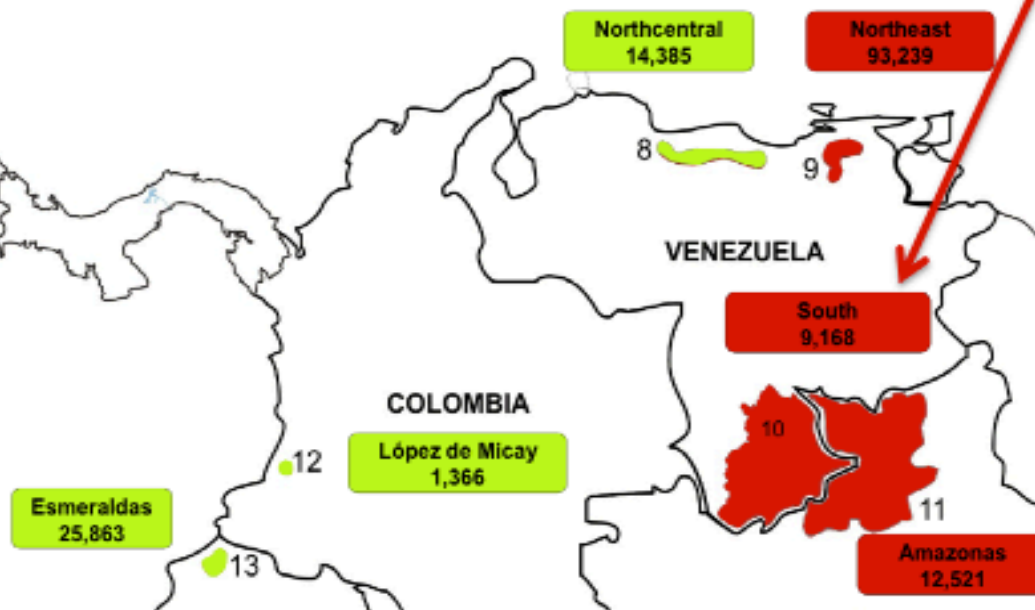 Northcentral
14,385
Northeast
93,239
8
9
VENEZUELA
South
9,168
COLOMBIA
10
López de Micay
1,366
12
Esmeraldas
25,863
11
13
Amazonas
12,521